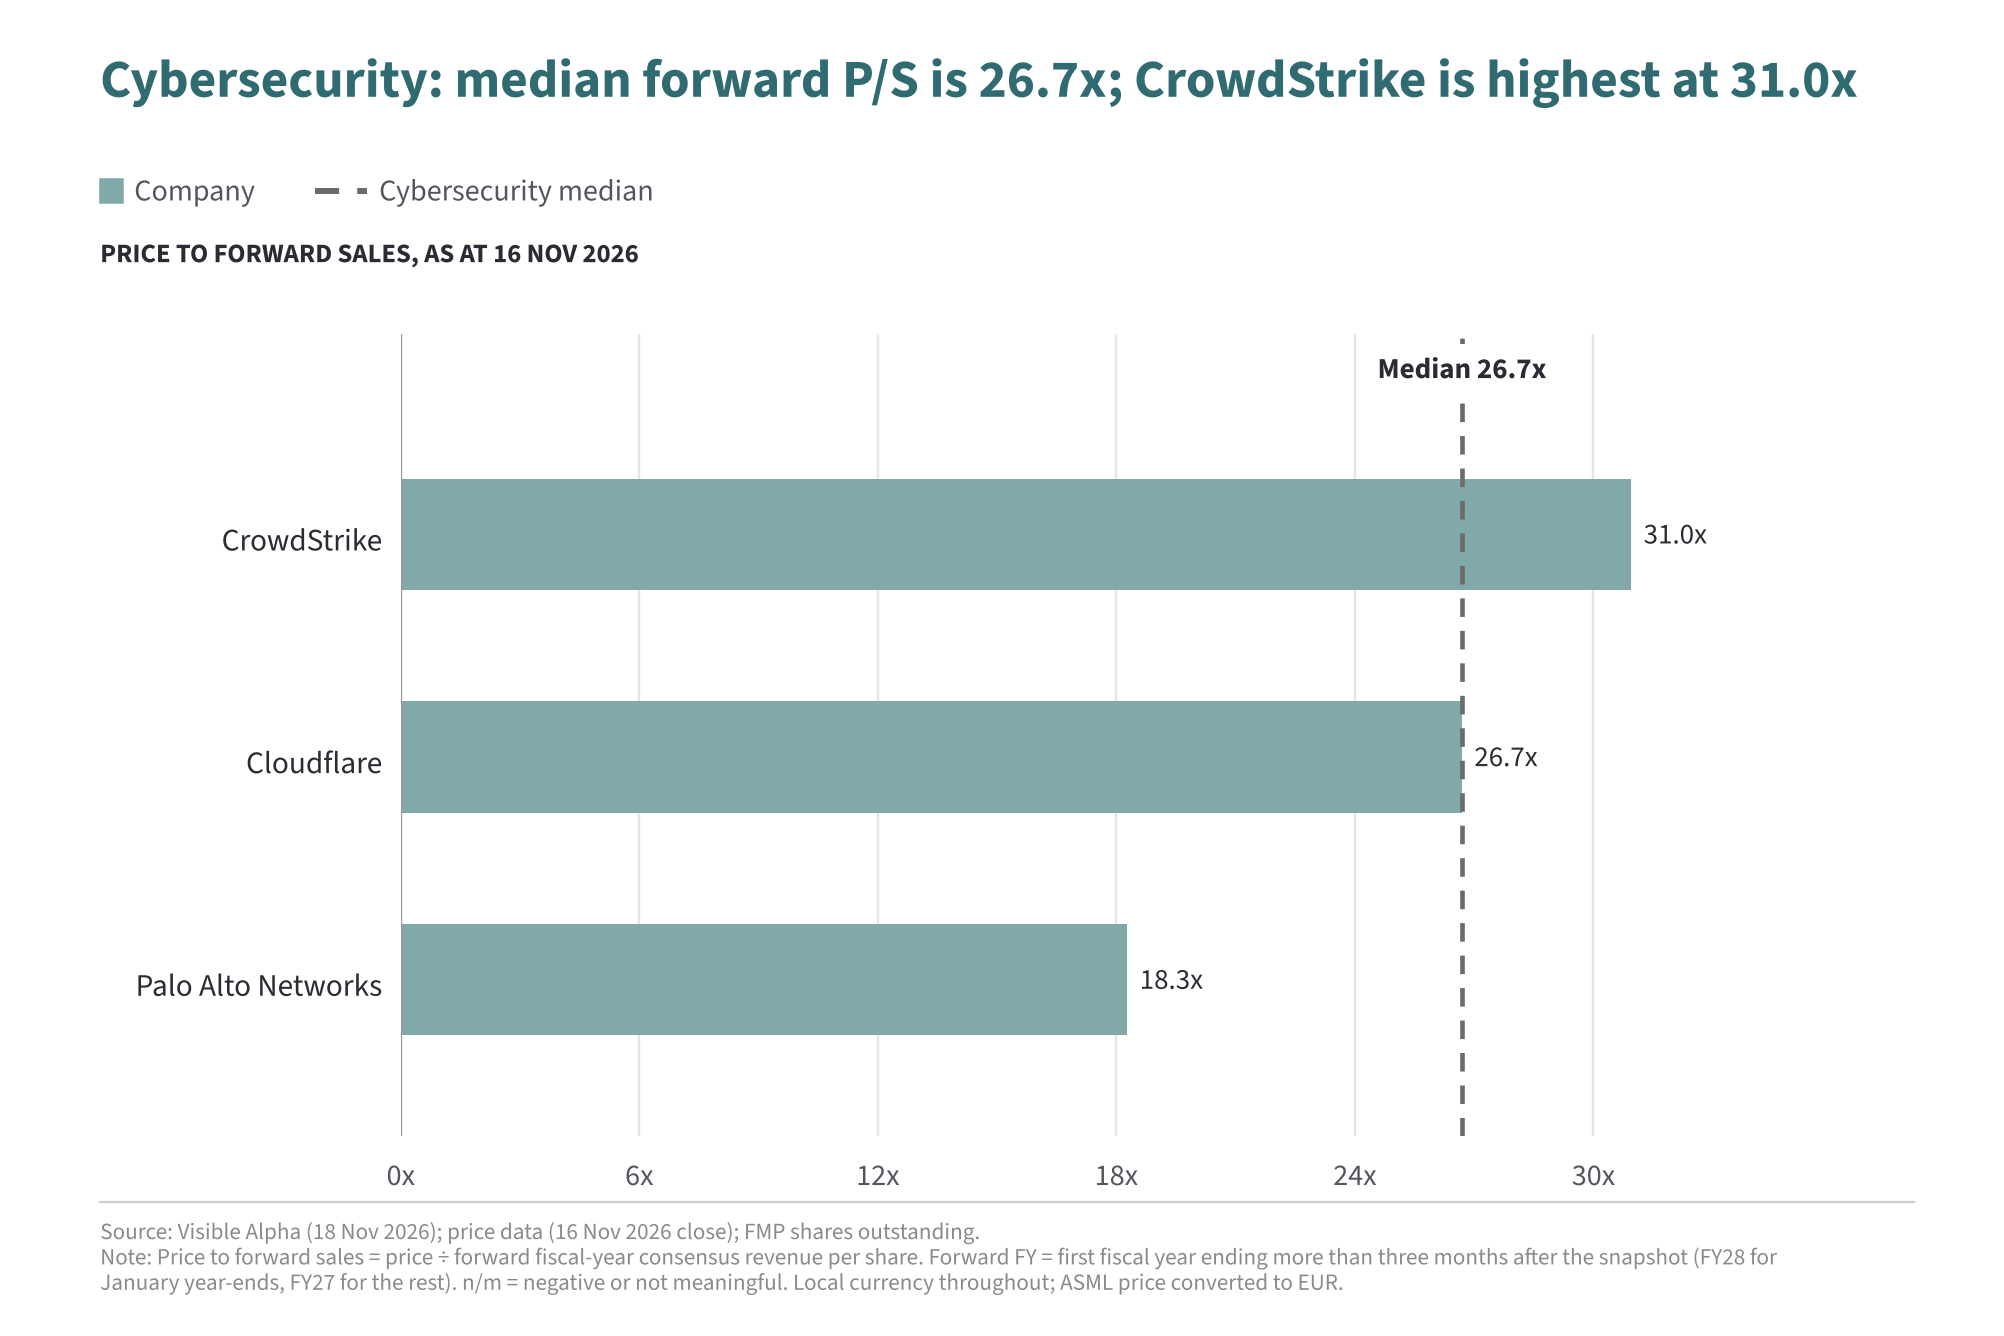 Cybersecurity: median forward P/S is 26.7x; CrowdStrike is highest at 31.0x
Company
Cybersecurity median
PRICE TO FORWARD SALES, AS AT 16 NOV 2026
Median 26.7x
CrowdStrike
31.0x
Cloudflare
26.7x
Palo Alto Networks
18.3x
0x
6x
12x
18x
24x
30x
Source: Visible Alpha (18 Nov 2026); price data (16 Nov 2026 close); FMP shares outstanding.
Note: Price to forward sales = price ÷ forward fiscal-year consensus revenue per share. Forward FY = first fiscal year ending more than three months after the snapshot (FY28 for
January year-ends, FY27 for the rest). n/m = negative or not meaningful. Local currency throughout; ASML price converted to EUR.